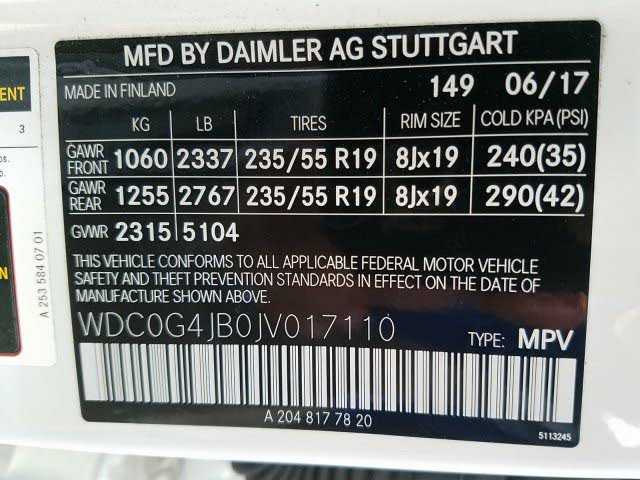 MFD BY DAIMLER AG STUTTGART
MADE IN FINLAND 149 06/17
KG LB TIRES RIM SIZE COLD KPA (PSI)
GAWR FRONT 1060 2337 235/55 R19 8Jx19 240(35)
GAWR REAR 1255 2767 235/55 R19 8Jx19 290(42)
GVWR 2315 5104
THIS VEHICLE CONFORMS TO ALL APPLICABLE FEDERAL MOTOR VEHICLE
SAFETY AND THEFT PREVENTION STANDARDS IN EFFECT ON THE DATE
OF MANUFACTURE SHOWN ABOVE.
WDC0G4JB0JV017110 TYPE: MPV
A 204 817 78 20
5113245
ENT
3
os.
o.
N
A 253 584 07 01